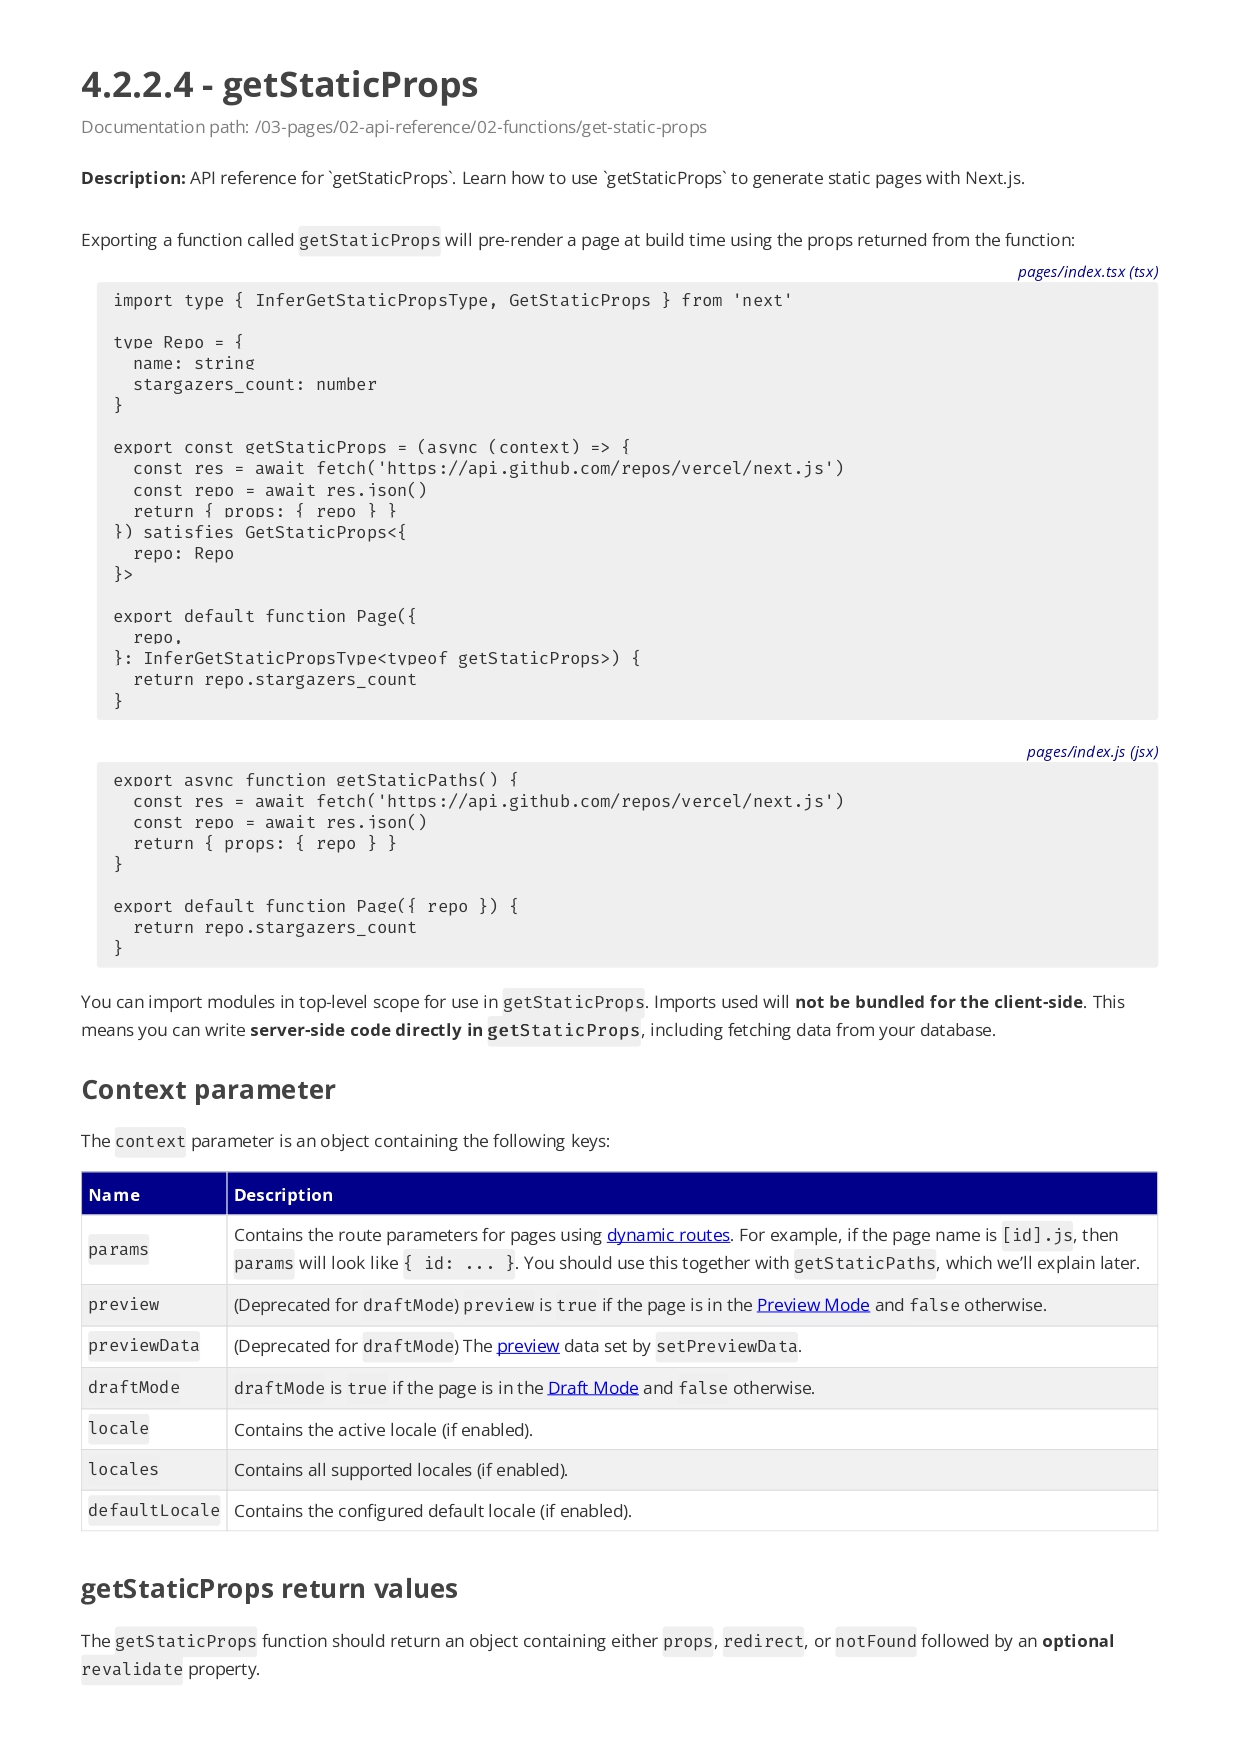 4.2.2.4 - getStaticProps
Documentation path: /03-pages/02-api-reference/02-functions/get-static-props
Description: API reference for `getStaticProps`. Learn how to use `getStaticProps` to generate static pages with Next.js.
Exporting a function called getStaticProps will pre-render a page at build time using the props returned from the function:
pages/index.tsx (tsx)
import type { InferGetStaticPropsType, GetStaticProps } from 'next'
type Repo = {
  name: string
  stargazers_count: number
}
export const getStaticProps = (async (context) => {
  const res = await fetch('https://api.github.com/repos/vercel/next.js')
  const repo = await res.json()
  return { props: { repo } }
}) satisfies GetStaticProps<{
  repo: Repo
}>
export default function Page({
  repo,
}: InferGetStaticPropsType<typeof getStaticProps>) {
  return repo.stargazers_count
}
pages/index.js (jsx)
export async function getStaticPaths() {
  const res = await fetch('https://api.github.com/repos/vercel/next.js')
  const repo = await res.json()
  return { props: { repo } }
}
export default function Page({ repo }) {
  return repo.stargazers_count
}
You can import modules in top-level scope for use in getStaticProps. Imports used will not be bundled for the client-side. This
means you can write server-side code directly in getStaticProps, including fetching data from your database.
Context parameter
The context parameter is an object containing the following keys:
Name Description
params Contains the route parameters for pages using dynamic routes. For example, if the page name is [id].js, then
params will look like { id: ... }. You should use this together with getStaticPaths, which we’ll explain later.
preview (Deprecated for draftMode) preview is true if the page is in the Preview Mode and false otherwise.
previewData (Deprecated for draftMode) The preview data set by setPreviewData.
draftMode draftMode is true if the page is in the Draft Mode and false otherwise.
locale Contains the active locale (if enabled).
locales Contains all supported locales (if enabled).
defaultLocale Contains the configured default locale (if enabled).
getStaticProps return values
The getStaticProps function should return an object containing either props, redirect, or notFound followed by an optional
revalidate property.